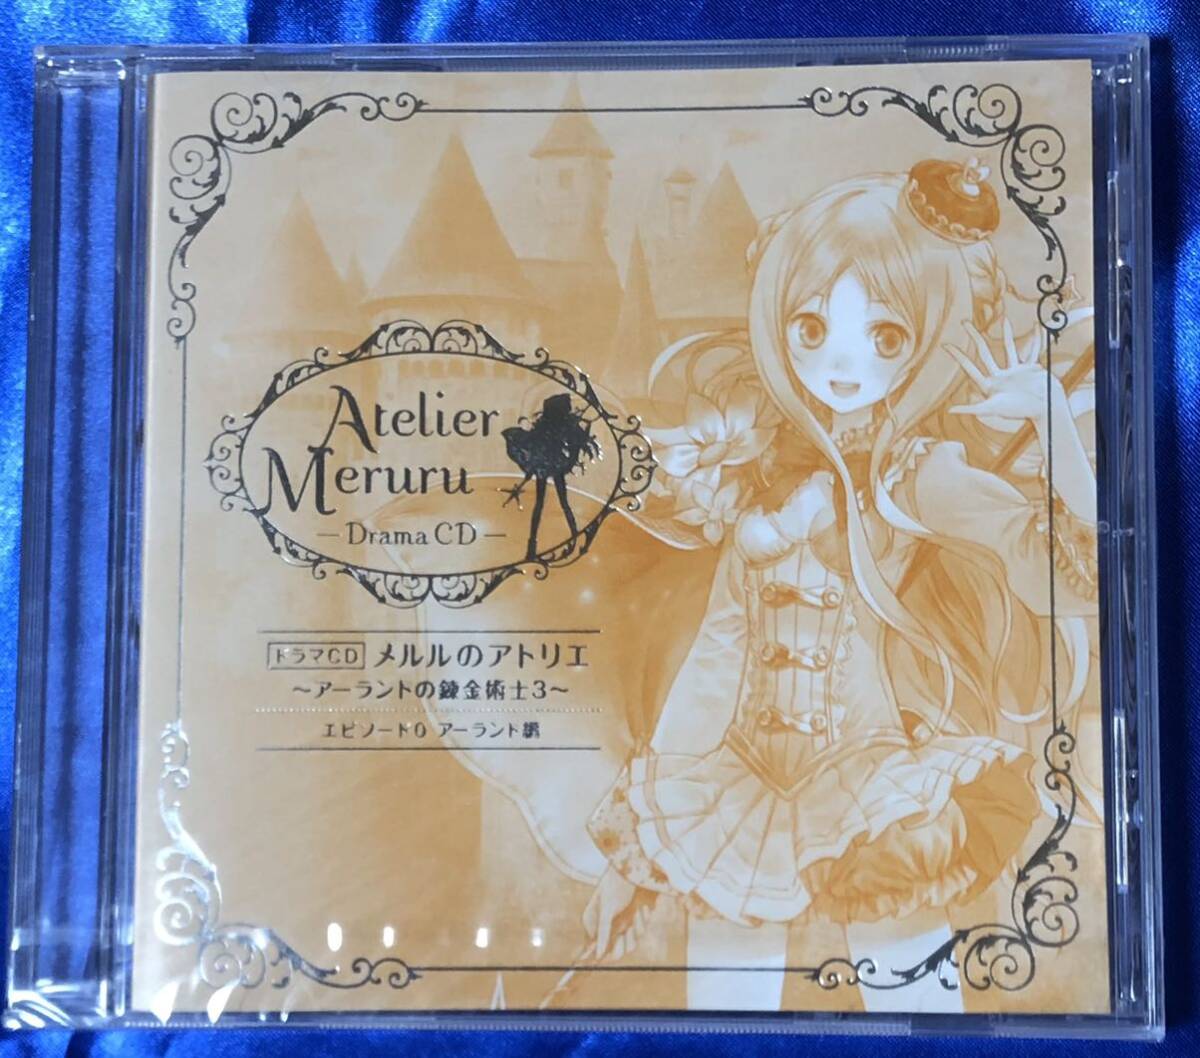 Atelier
Meruru
— Drama CD —
ドラマCD メルルのアトリエ
～アーランドの錬金術士3～
エピソード0 アーランド編